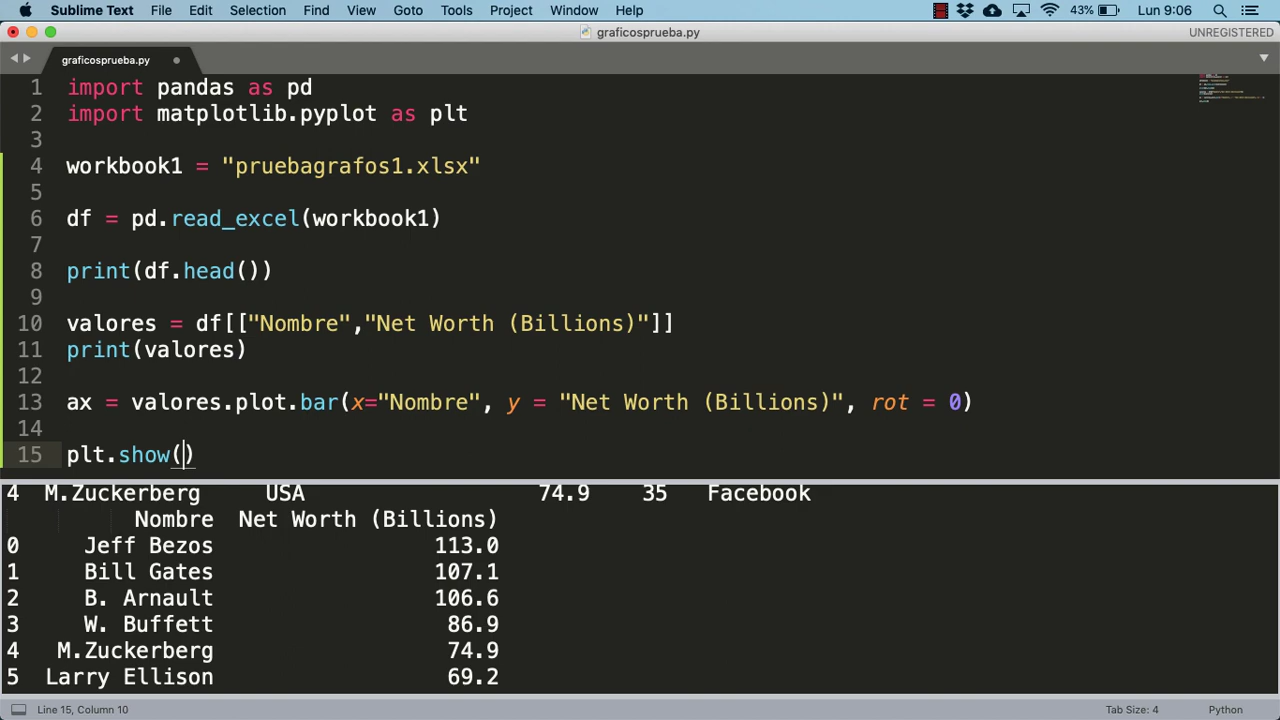 Sublime Text File Edit Selection Find View Goto Tools Project Window Help 43% Lun 9:06
graficosprueba.py UNREGISTERED
graficosprueba.py
1 import pandas as pd
2 import matplotlib.pyplot as plt
3
4 workbook1 = "pruebagrafos1.xlsx"
5
6 df = pd.read_excel(workbook1)
7
8 print(df.head())
9
10 valores = df[["Nombre","Net Worth (Billions)"]]
11 print(valores)
12
13 ax = valores.plot.bar(x="Nombre", y = "Net Worth (Billions)", rot = 0)
14
15 plt.show()
4 M.Zuckerberg USA 74.9 35 Facebook
Nombre Net Worth (Billions)
0 Jeff Bezos 113.0
1 Bill Gates 107.1
2 B. Arnault 106.6
3 W. Buffett 86.9
4 M.Zuckerberg 74.9
5 Larry Ellison 69.2
Line 15, Column 10 Tab Size: 4 Python